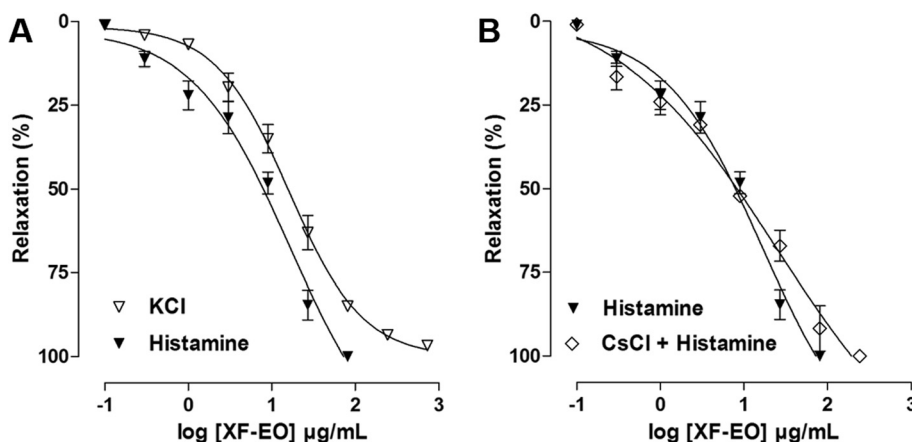 A
0
25
50
75
100
Relaxation (%)
KCl
Histamine
-1 0 1 2 3
log [XF-EO] µg/mL
B
0
25
50
75
100
Relaxation (%)
Histamine
CsCl + Histamine
-1 0 1 2 3
log [XF-EO] µg/mL